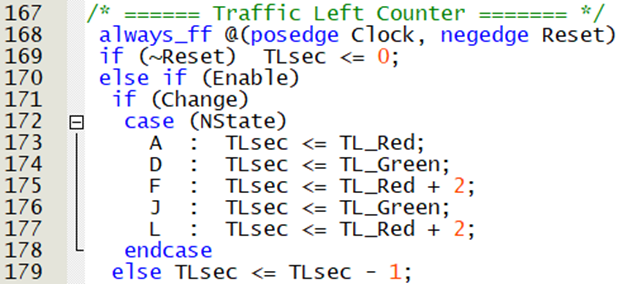 167 /* ====== Traffic Left Counter ======= */
168 always_ff @(posedge Clock, negedge Reset)
169 if (~Reset) TLsec <= 0;
170 else if (Enable)
171 if (Change)
172 case (NState)
173 A : TLsec <= TL_Red;
174 D : TLsec <= TL_Green;
175 F : TLsec <= TL_Red + 2;
176 J : TLsec <= TL_Green;
177 L : TLsec <= TL_Red + 2;
178 endcase
179 else TLsec <= TLsec - 1;